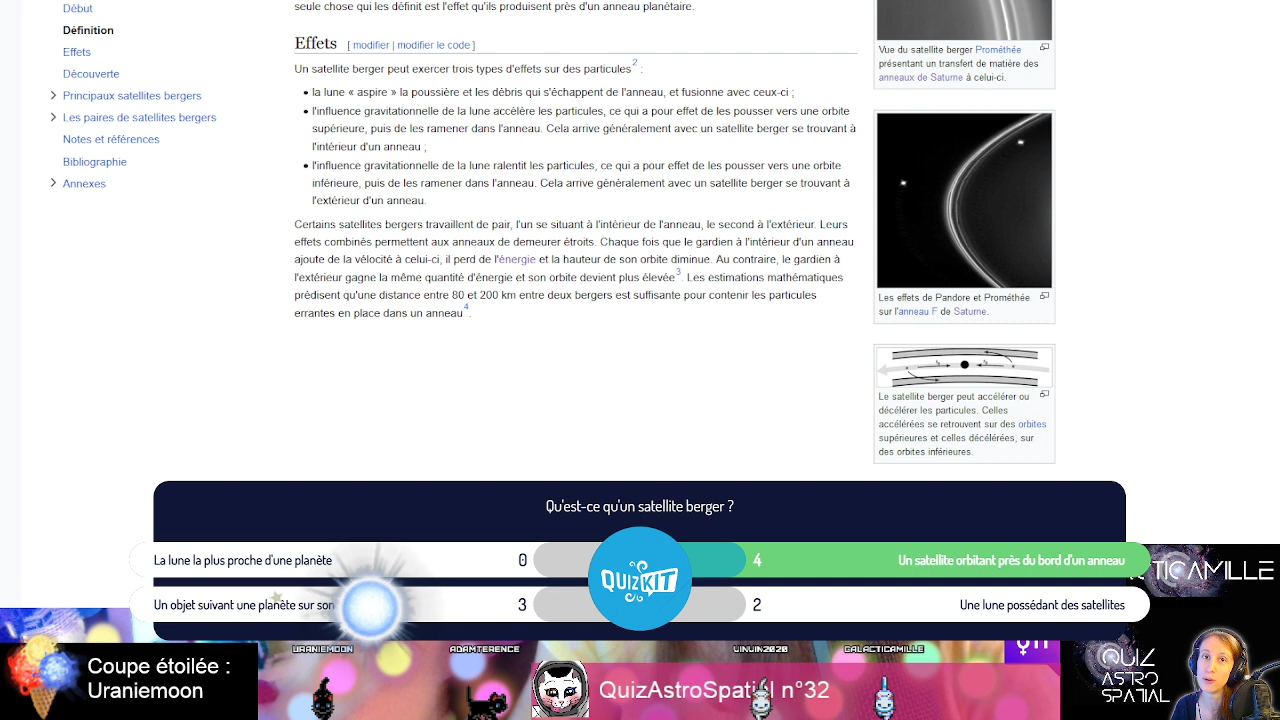 Début
Définition
Effets
Découverte
Principaux satellites bergers
Les paires de satellites bergers
Notes et références
Bibliographie
Annexes
seule chose qui les définit est l'effet qu'ils produisent près d'un anneau planétaire.
Effets [ modifier | modifier le code ]
Un satellite berger peut exercer trois types d'effets sur des particules2 :
• la lune « aspire » la poussière et les débris qui s'échappent de l'anneau, et fusionne avec ceux-ci ;
• l'influence gravitationnelle de la lune accélère les particules, ce qui a pour effet de les pousser vers une orbite
supérieure, puis de les ramener dans l'anneau. Cela arrive généralement avec un satellite berger se trouvant à
l'intérieur d'un anneau ;
• l'influence gravitationnelle de la lune ralentit les particules, ce qui a pour effet de les pousser vers une orbite
inférieure, puis de les ramener dans l'anneau. Cela arrive généralement avec un satellite berger se trouvant à
l'extérieur d'un anneau.
Certains satellites bergers travaillent de pair, l'un se situant à l'intérieur de l'anneau, le second à l'extérieur. Leurs
effets combinés permettent aux anneaux de demeurer étroits. Chaque fois que le gardien à l'intérieur d'un anneau
ajoute de la vélocité à celui-ci, il perd de l'énergie et la hauteur de son orbite diminue. Au contraire, le gardien à
l'extérieur gagne la même quantité d'énergie et son orbite devient plus élevée3. Les estimations mathématiques
prédisent qu'une distance entre 80 et 200 km entre deux bergers est suffisante pour contenir les particules
errantes en place dans un anneau4.
Vue du satellite berger Prométhée
présentant un transfert de matière des
anneaux de Saturne à celui-ci.
Les effets de Pandore et Prométhée
sur l'anneau F de Saturne.
Le satellite berger peut accélérer ou
décélérer les particules. Celles
accélérées se retrouvent sur des orbites
supérieures et celles décélérées, sur
des orbites inférieures.
Qu'est-ce qu'un satellite berger ?
La lune la plus proche d'une planète 0
4 Un satellite orbitant près du bord d'un anneau
Un objet suivant une planète sur son 3
2 Une lune possédant des satellites
QUIZKIT
TICAMILLE
URANIEMOON
ADAMTERENCE
VINVIN2020
GALACTICAMILLE
Coupe étoilée :
Uraniemoon
QuizAstroSpatial n°32
QUIZ
ASTRO
SPATIAL